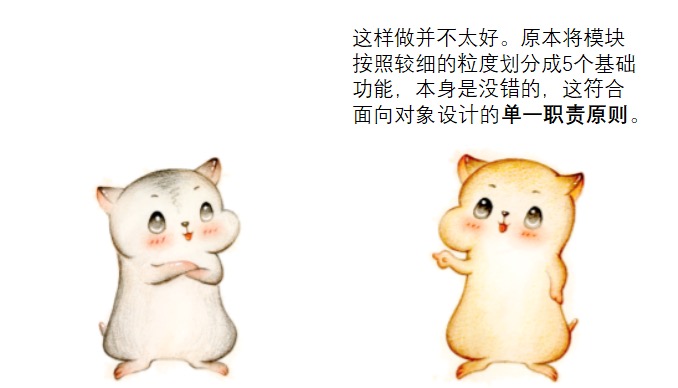 这样做并不太好。原本将模块
按照较细的粒度划分成5个基础
功能，本身是没错的，这符合
面向对象设计的单一职责原则。